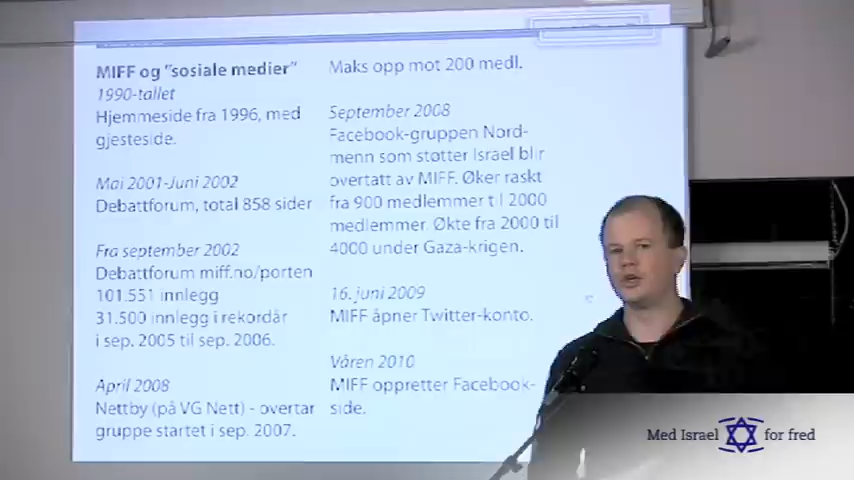 MIFF og "sosiale medier"
1990-tallet
Hjemmeside fra 1996, med
gjesteside.
Mai 2001-Juni 2002
Debattforum, total 858 sider
Fra september 2002
Debattforum miff.no/porten
101.551 innlegg
31.500 innlegg i rekordår
i sep. 2005 til sep. 2006.
April 2008
Nettby (på VG Nett) - overtar
gruppe startet i sep. 2007.
Maks opp mot 200 medl.
September 2008
Facebook-gruppen Nord-
menn som støtter Israel blir
overtatt av MIFF. Øker raskt
fra 900 medlemmer til 2000
medlemmer. Økte fra 2000 til
4000 under Gaza-krigen.
16. juni 2009
MIFF åpner Twitter-konto.
Våren 2010
MIFF oppretter Facebook-
side.
Med Israel for fred